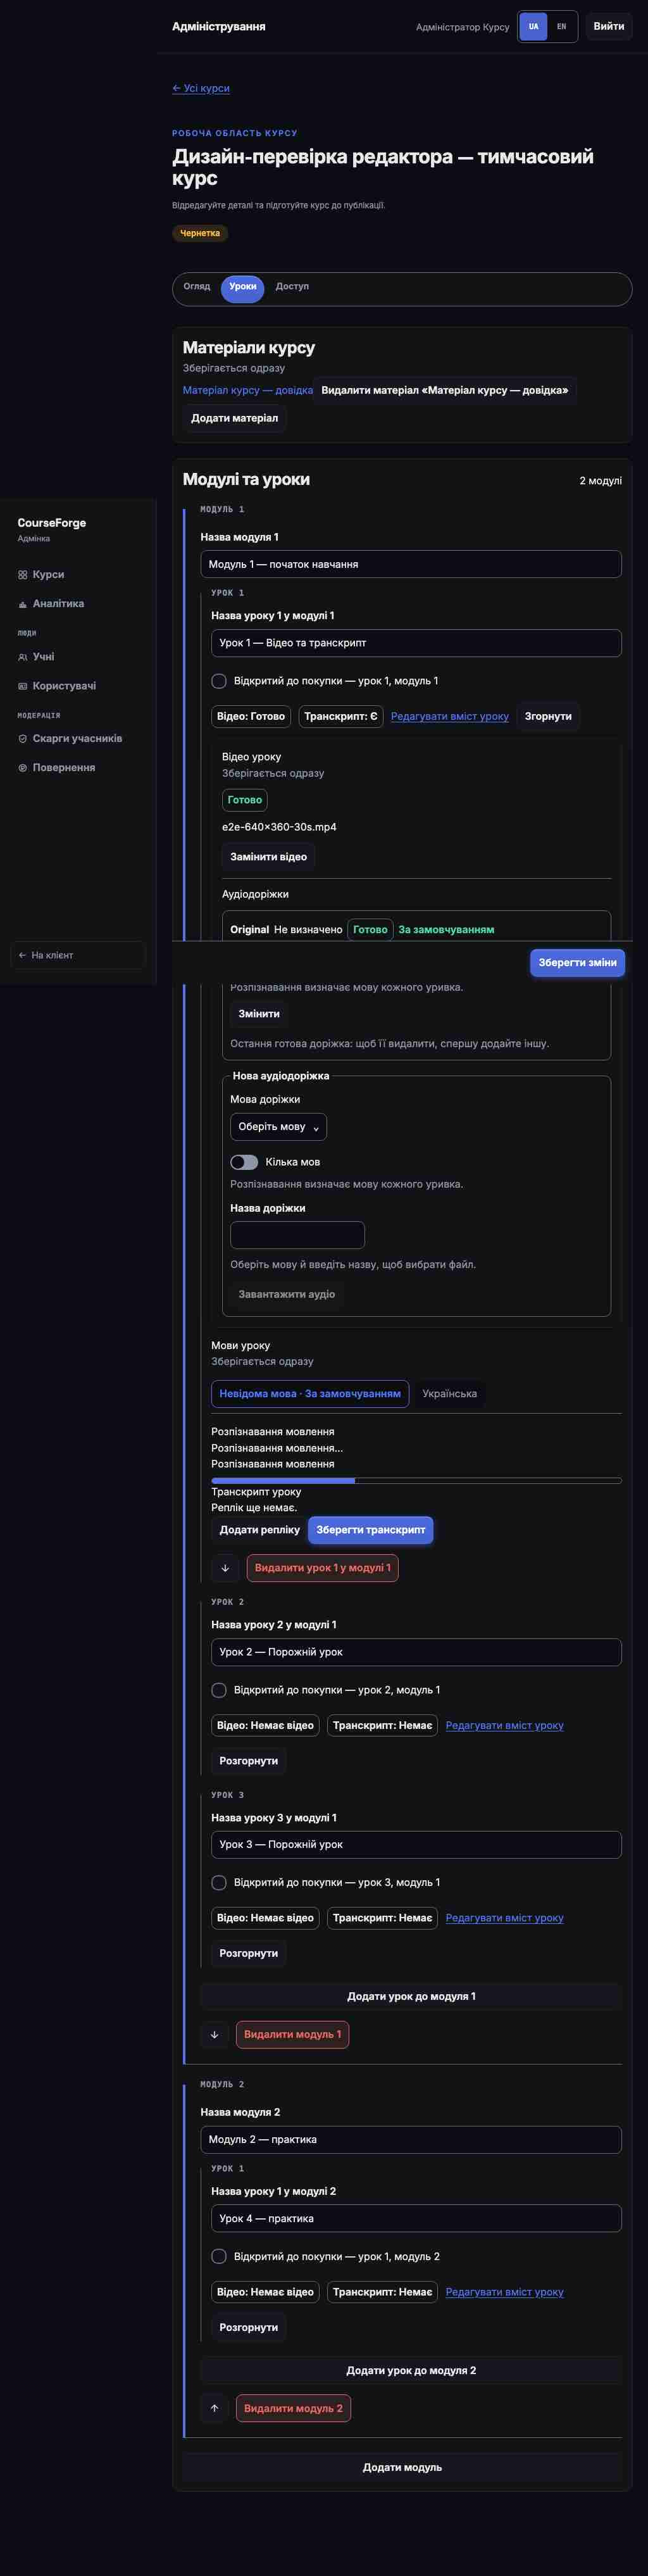 Адміністрування
Адміністратор Курсу
UA
EN
Вийти
← Усі курси
РОБОЧА ОБЛАСТЬ КУРСУ
Дизайн-перевірка редактора — тимчасовий
курс
Відредагуйте деталі та підготуйте курс до публікації.
Чернетка
Огляд
Уроки
Доступ
Матеріали курсу
Зберігається одразу
Матеріал курсу — довідка
Видалити матеріал «Матеріал курсу — довідка»
Додати матеріал
Модулі та уроки
2 модулі
МОДУЛЬ 1
Назва модуля 1
Модуль 1 — початок навчання
УРОК 1
Назва уроку 1 у модулі 1
Урок 1 — Відео та транскрипт
Відкритий до покупки — урок 1, модуль 1
Відео: Готово
Транскрипт: Є
Редагувати вміст уроку
Згорнути
CourseForge
Адмінка
Курси
Аналітика
ЛЮДИ
Учні
Користувачі
МОДЕРАЦІЯ
Скарги учасників
Повернення
← На клієнт
Відео уроку
Зберігається одразу
Готово
e2e-640×360-30s.mp4
Замінити відео
Аудіодоріжки
Original Не визначено Готово За замовчуванням
Зберегти зміни
Розпізнавання визначає мову кожного уривка.
Змінити
Остання готова доріжка: щоб її видалити, спершу додайте іншу.
Нова аудіодоріжка
Мова доріжки
Оберіть мову
Кілька мов
Розпізнавання визначає мову кожного уривка.
Назва доріжки
Оберіть мову й введіть назву, щоб вибрати файл.
Завантажити аудіо
Мови уроку
Зберігається одразу
Невідома мова · За замовчуванням
Українська
Розпізнавання мовлення
Розпізнавання мовлення...
Розпізнавання мовлення
Транскрипт уроку
Реплік ще немає.
Додати репліку
Зберегти транскрипт
↓
Видалити урок 1 у модулі 1
УРОК 2
Назва уроку 2 у модулі 1
Урок 2 — Порожній урок
Відкритий до покупки — урок 2, модуль 1
Відео: Немає відео
Транскрипт: Немає
Редагувати вміст уроку
Розгорнути
УРОК 3
Назва уроку 3 у модулі 1
Урок 3 — Порожній урок
Відкритий до покупки — урок 3, модуль 1
Відео: Немає відео
Транскрипт: Немає
Редагувати вміст уроку
Розгорнути
Додати урок до модуля 1
↓
Видалити модуль 1
МОДУЛЬ 2
Назва модуля 2
Модуль 2 — практика
УРОК 1
Назва уроку 1 у модулі 2
Урок 4 — практика
Відкритий до покупки — урок 1, модуль 2
Відео: Немає відео
Транскрипт: Немає
Редагувати вміст уроку
Розгорнути
Додати урок до модуля 2
↑
Видалити модуль 2
Додати модуль